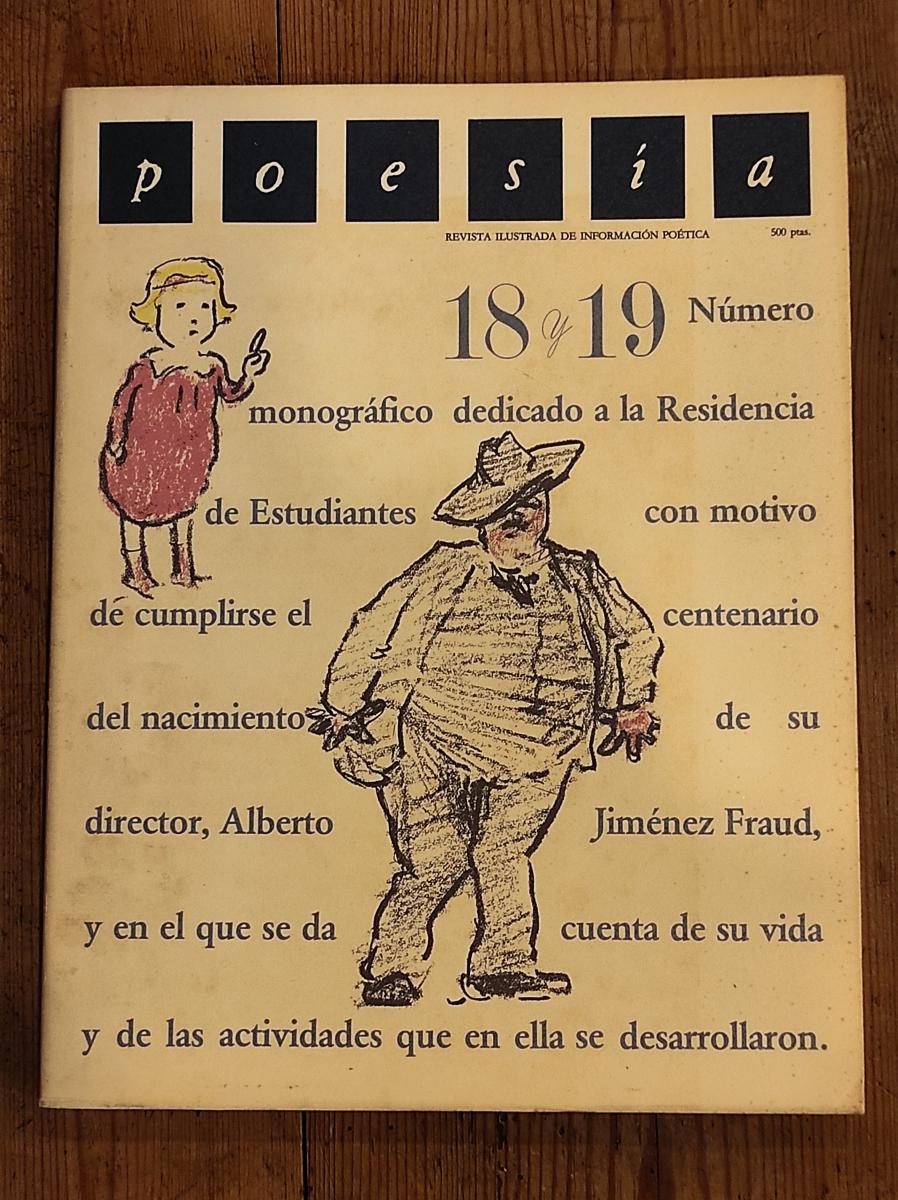 poesía
REVISTA ILUSTRADA DE INFORMACIÓN POÉTICA 500 ptas.
18 y 19 Número
monográfico dedicado a la Residencia
de Estudiantes con motivo
de cumplirse el centenario
del nacimiento de su
director, Alberto Jiménez Fraud,
y en el que se da cuenta de su vida
y de las actividades que en ella se desarrollaron.